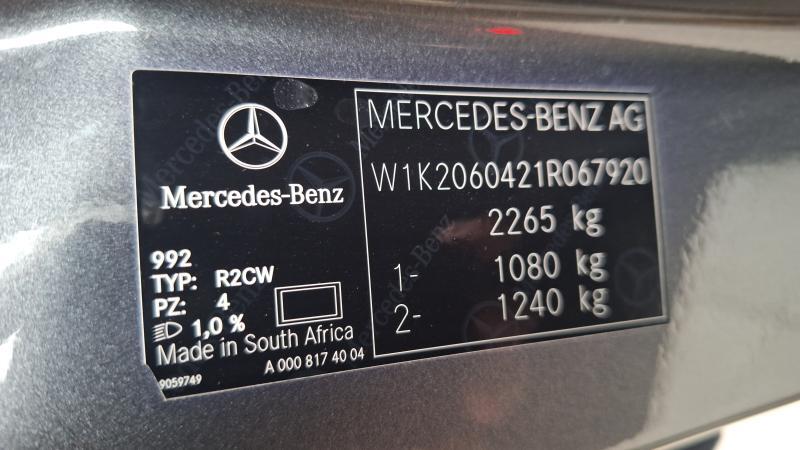 Mercedes-Benz
992
TYP: R2CW
PZ: 4
1,0 %
Made in South Africa
A 000 817 40 04
9059749
MERCEDES-BENZ AG
W1K2060421R067920
2265 kg
1- 1080 kg
2- 1240 kg